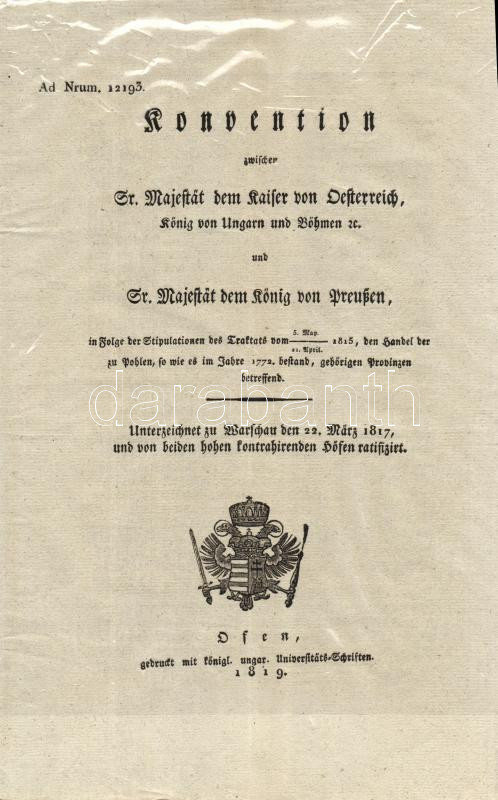 Ad Nrum. 12193.
Konvention
zwischen
Sr. Majestät dem Kaiser von Oesterreich,
König von Ungarn und Böhmen ꝛc.
und
Sr. Majestät dem König von Preußen,
in Folge der Stipulationen des Traktats vom 3. May / 21. April. 1815, den Handel der
zu Pohlen, so wie es im Jahre 1772. bestand, gehörigen Provinzen
betreffend.
darabanth
Unterzeichnet zu Warschau den 22. März 1817,
und von beiden hohen kontrahirenden Höfen ratifizirt.
Ofen,
gedruckt mit königl. ungar. Universitäts-Schriften.
1819.